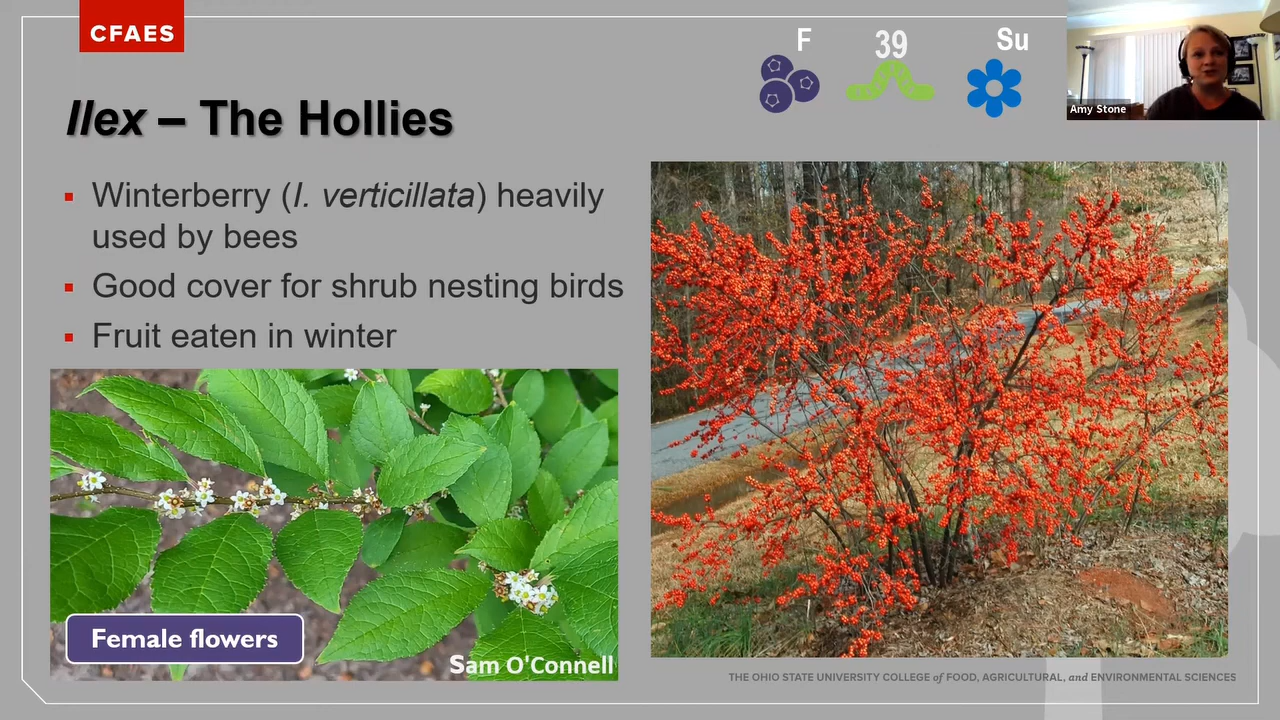 CFAES
F
39
Su
Amy Stone
Ilex – The Hollies
Winterberry (I. verticillata) heavily
used by bees
Good cover for shrub nesting birds
Fruit eaten in winter
Female flowers
Sam O'Connell
THE OHIO STATE UNIVERSITY COLLEGE of FOOD, AGRICULTURAL, and ENVIRONMENTAL SCIENCES